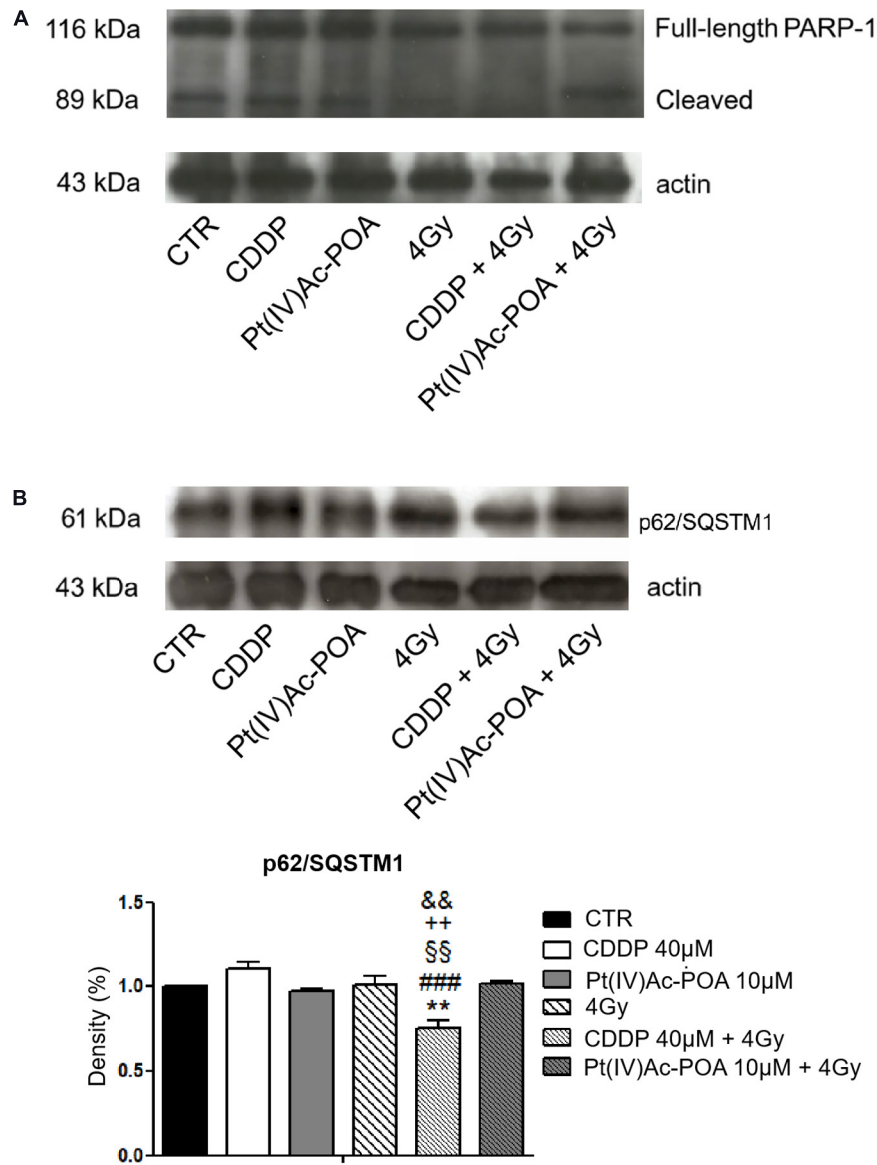 A
116 kDa
Full-length PARP-1
89 kDa
Cleaved
43 kDa
actin
CTR
CDDP
Pt(IV)Ac-POA
4Gy
CDDP + 4Gy
Pt(IV)Ac-POA + 4Gy
B
61 kDa
p62/SQSTM1
43 kDa
actin
CTR
CDDP
Pt(IV)Ac-POA
4Gy
CDDP + 4Gy
Pt(IV)Ac-POA + 4Gy
p62/SQSTM1
Density (%)
1.5
1.0
0.5
0.0
&&
++
§§
###
**
CTR
CDDP 40µM
Pt(IV)Ac-POA 10µM
4Gy
CDDP 40µM + 4Gy
Pt(IV)Ac-POA 10µM + 4Gy